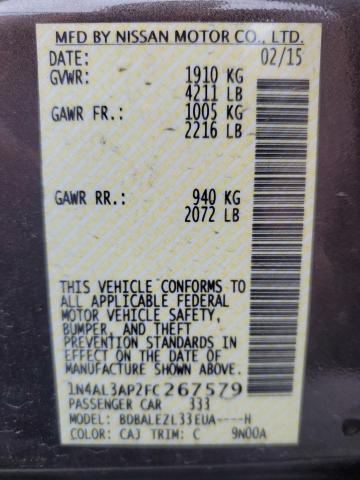 MFD BY NISSAN MOTOR CO., LTD.
DATE: 02/15
GVWR: 1910 KG
4211 LB
GAWR FR.: 1005 KG
2216 LB
GAWR RR.: 940 KG
2072 LB
THIS VEHICLE CONFORMS TO
ALL APPLICABLE FEDERAL
MOTOR VEHICLE SAFETY,
BUMPER, AND THEFT
PREVENTION STANDARDS IN
EFFECT ON THE DATE OF
MANUFACTURE SHOWN ABOVE.
1N4AL3AP2FC267579
PASSENGER CAR 333
MODEL: BDBALEZL33EUA----H
COLOR: CAJ TRIM: C 9N00A